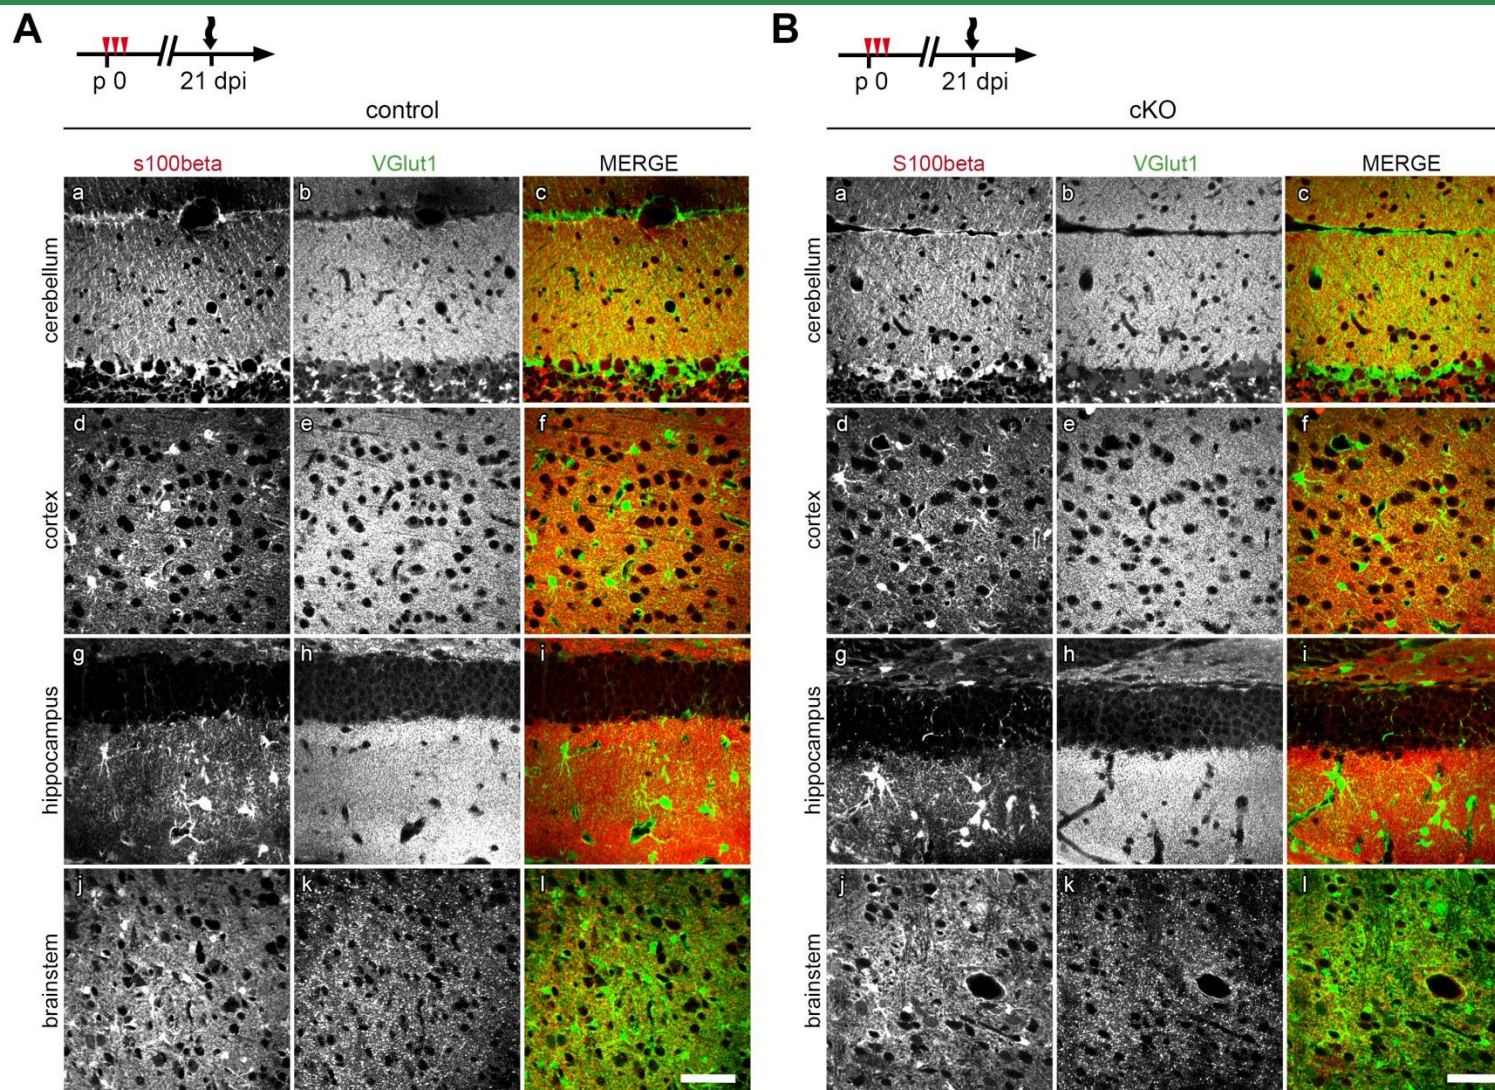 A
p 0
21 dpi
control
s100beta
VGlut1
MERGE
cerebellum
a
b
c
cortex
d
e
f
hippocampus
g
h
i
brainstem
j
k
l
B
p 0
21 dpi
cKO
S100beta
VGlut1
MERGE
cerebellum
a
b
c
cortex
d
e
f
hippocampus
g
h
i
brainstem
j
k
l